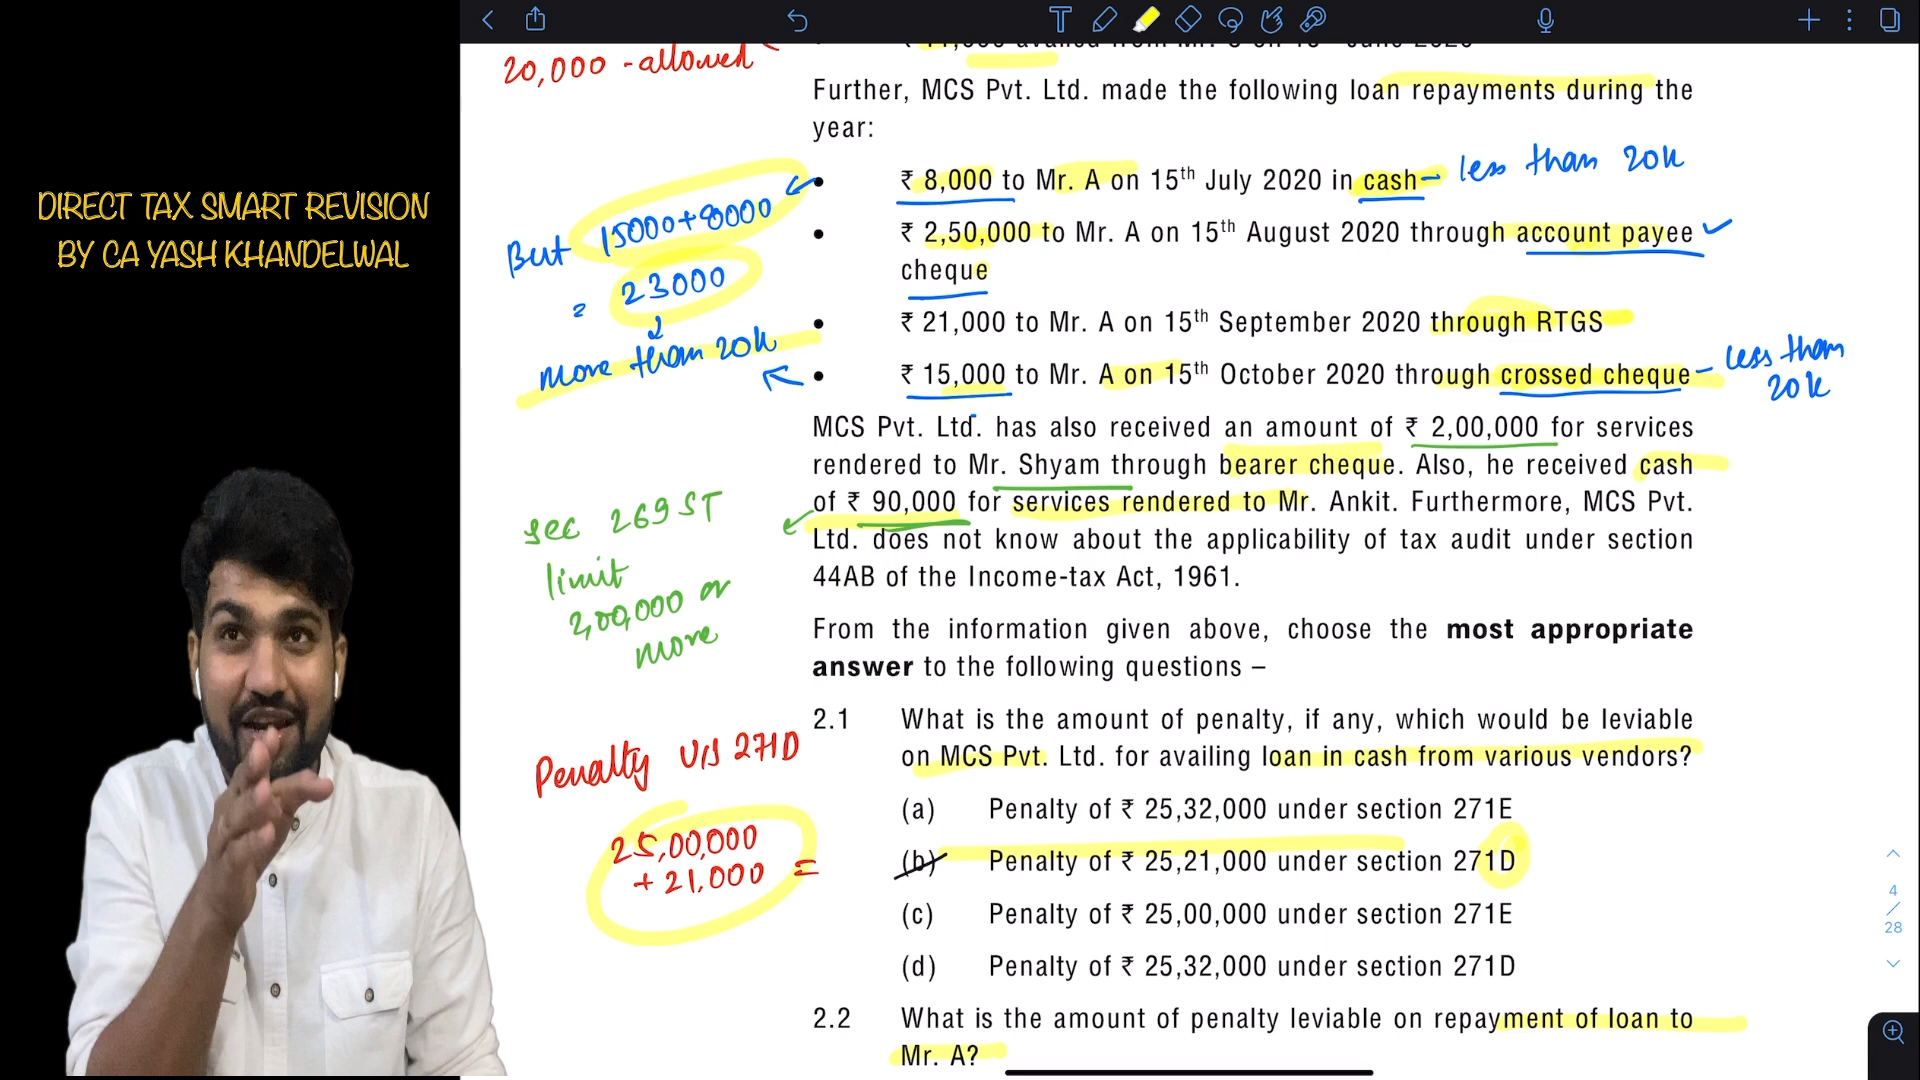 DIRECT TAX SMART REVISION
BY CA YASH KHANDELWAL
20,000 - allowed
Further, MCS Pvt. Ltd. made the following loan repayments during the
year:
• ₹ 8,000 to Mr. A on 15th July 2020 in cash - less than 20k
• ₹ 2,50,000 to Mr. A on 15th August 2020 through account payee
cheque
• ₹ 21,000 to Mr. A on 15th September 2020 through RTGS
• ₹ 15,000 to Mr. A on 15th October 2020 through crossed cheque - less than
20k
But 15000+8000
= 23000
more than 20k
MCS Pvt. Ltd. has also received an amount of ₹ 2,00,000 for services
rendered to Mr. Shyam through bearer cheque. Also, he received cash
of ₹ 90,000 for services rendered to Mr. Ankit. Furthermore, MCS Pvt.
Ltd. does not know about the applicability of tax audit under section
44AB of the Income-tax Act, 1961.
sec 269ST
limit
2,00,000 or
more
From the information given above, choose the most appropriate
answer to the following questions –
2.1 What is the amount of penalty, if any, which would be leviable
on MCS Pvt. Ltd. for availing loan in cash from various vendors?
(a) Penalty of ₹ 25,32,000 under section 271E
(b) Penalty of ₹ 25,21,000 under section 271D
(c) Penalty of ₹ 25,00,000 under section 271E
(d) Penalty of ₹ 25,32,000 under section 271D
Penalty U/S 271D
25,00,000
+ 21,000 =
2.2 What is the amount of penalty leviable on repayment of loan to
Mr. A?
4
/
28